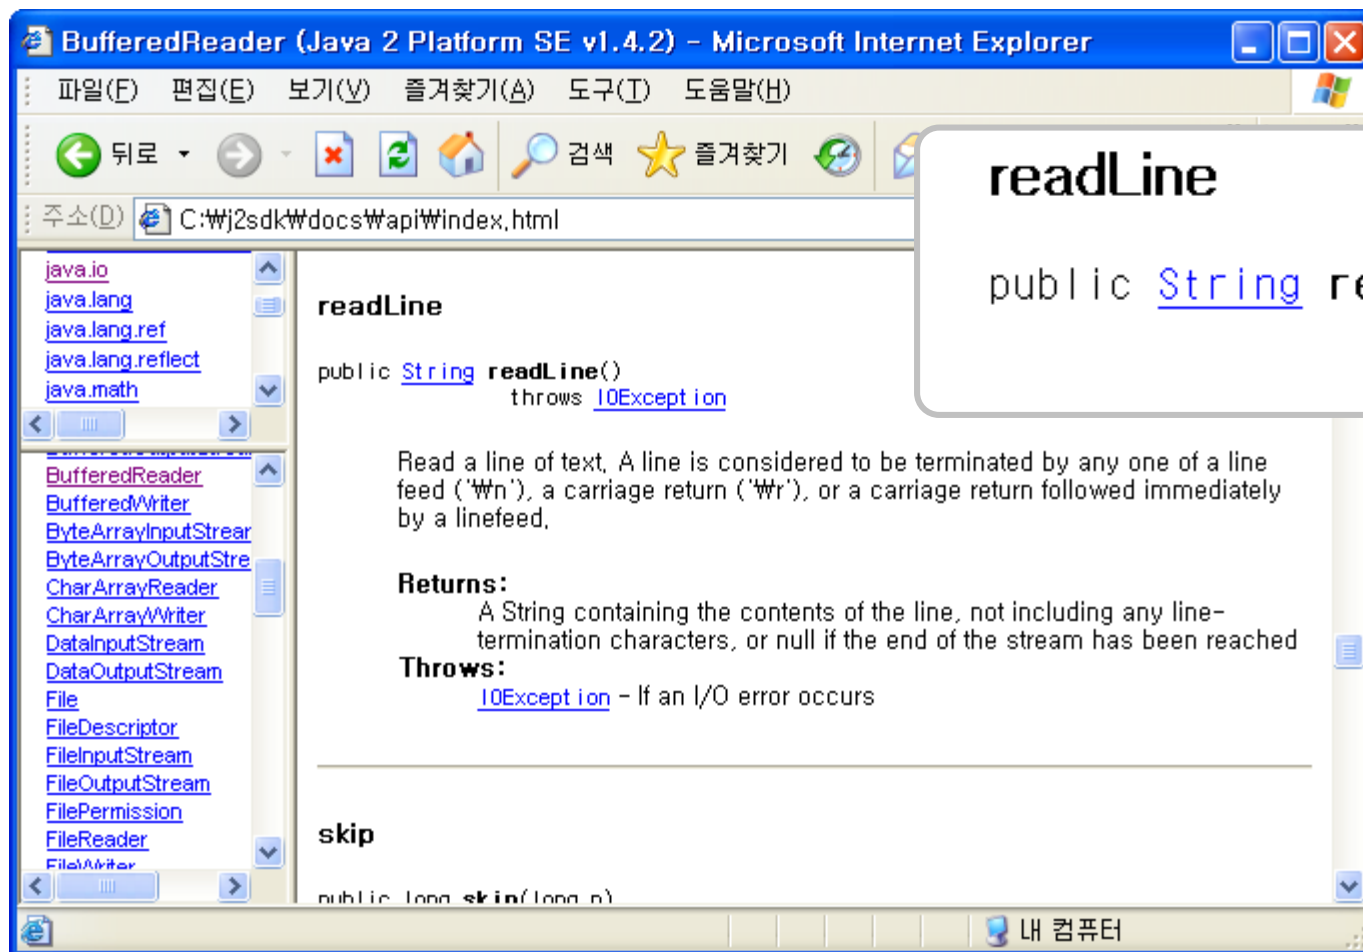 BufferedReader (Java 2 Platform SE v1.4.2) - Microsoft Internet Explorer
파일(F) 편집(E) 보기(V) 즐겨찾기(A) 도구(T) 도움말(H)
뒤로 검색 즐겨찾기
주소(D) C:₩j2sdk₩docs₩api₩index.html
readLine
public String re
java.io
java.lang
java.lang.ref
java.lang.reflect
java.math
BufferedReader
BufferedWriter
ByteArrayInputStrear
ByteArrayOutputStre
CharArrayReader
CharArrayWriter
DataInputStream
DataOutputStream
File
FileDescriptor
FileInputStream
FileOutputStream
FilePermission
FileReader
FileWriter
readLine
public String readLine()
throws IOException
Read a line of text. A line is considered to be terminated by any one of a line
feed ('₩n'), a carriage return ('₩r'), or a carriage return followed immediately
by a linefeed.
Returns:
A String containing the contents of the line, not including any line-
termination characters, or null if the end of the stream has been reached
Throws:
IOException - If an I/O error occurs
skip
public long skip(long n)
내 컴퓨터